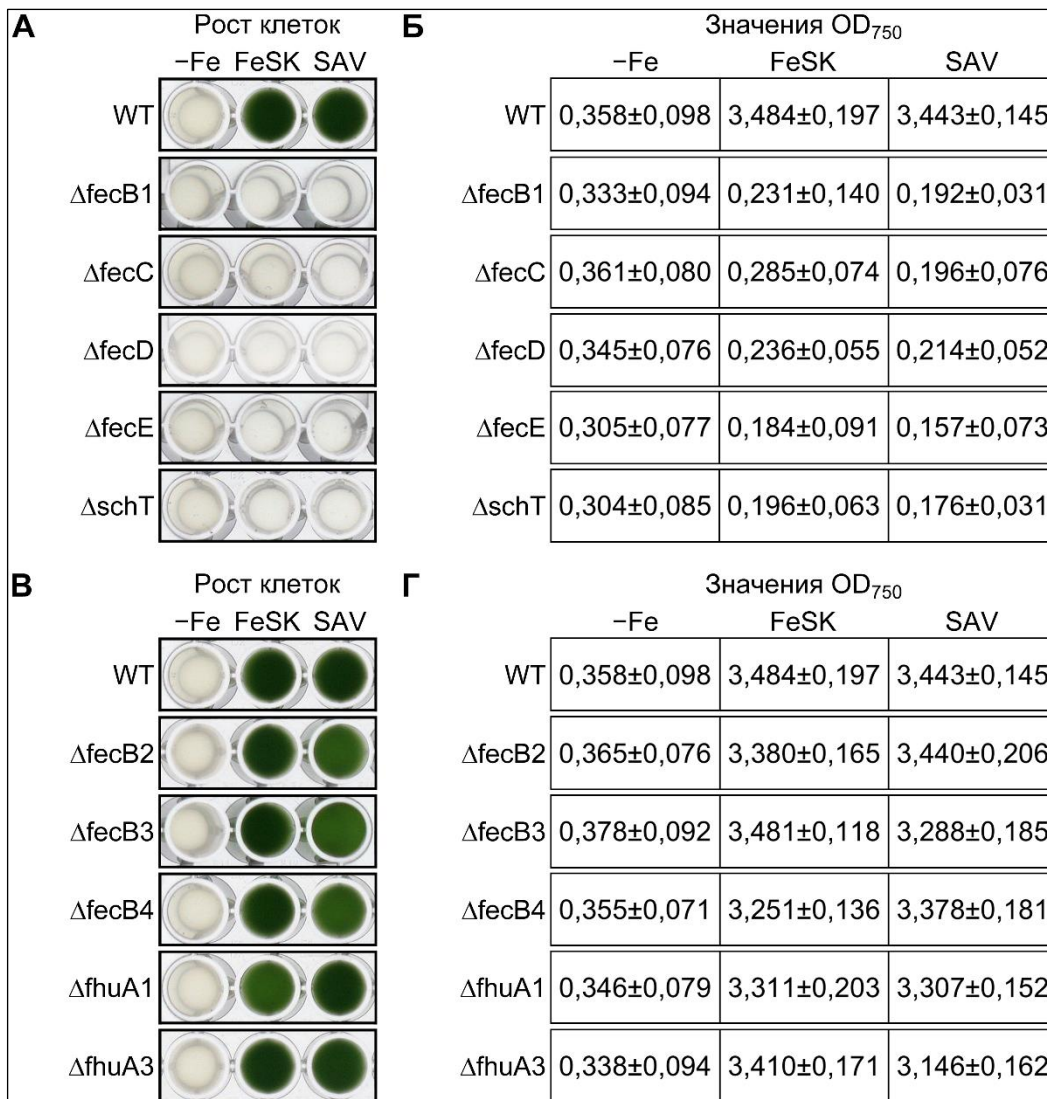 А Рост клеток Б Значения OD750
−Fe FeSK SAV −Fe FeSK SAV
WT WT 0,358±0,098 3,484±0,197 3,443±0,145
ΔfecB1 ΔfecB1 0,333±0,094 0,231±0,140 0,192±0,031
ΔfecC ΔfecC 0,361±0,080 0,285±0,074 0,196±0,076
ΔfecD ΔfecD 0,345±0,076 0,236±0,055 0,214±0,052
ΔfecE ΔfecE 0,305±0,077 0,184±0,091 0,157±0,073
ΔschT ΔschT 0,304±0,085 0,196±0,063 0,176±0,031
В Рост клеток Г Значения OD750
−Fe FeSK SAV −Fe FeSK SAV
WT WT 0,358±0,098 3,484±0,197 3,443±0,145
ΔfecB2 ΔfecB2 0,365±0,076 3,380±0,165 3,440±0,206
ΔfecB3 ΔfecB3 0,378±0,092 3,481±0,118 3,288±0,185
ΔfecB4 ΔfecB4 0,355±0,071 3,251±0,136 3,378±0,181
ΔfhuA1 ΔfhuA1 0,346±0,079 3,311±0,203 3,307±0,152
ΔfhuA3 ΔfhuA3 0,338±0,094 3,410±0,171 3,146±0,162